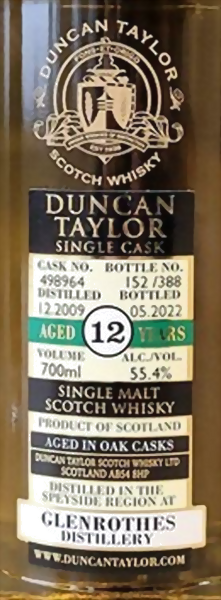 DUNCAN TAYLOR
SCOTCH WHISKY
DUNCAN
TAYLOR
SINGLE CASK
CASK NO. BOTTLE NO.
498964 152 /388
DISTILLED BOTTLED
12.2009 05.2022
AGED 12 YEARS
VOLUME ALC./VOL.
700ml 55.4%
SINGLE MALT
SCOTCH WHISKY
PRODUCT OF SCOTLAND
AGED IN OAK CASKS
DUNCAN TAYLOR SCOTCH WHISKY LTD
SCOTLAND AB54 8HP
DISTILLED IN THE
SPEYSIDE REGION AT
GLENROTHES
DISTILLERY
WWW.DUNCANTAYLOR.COM